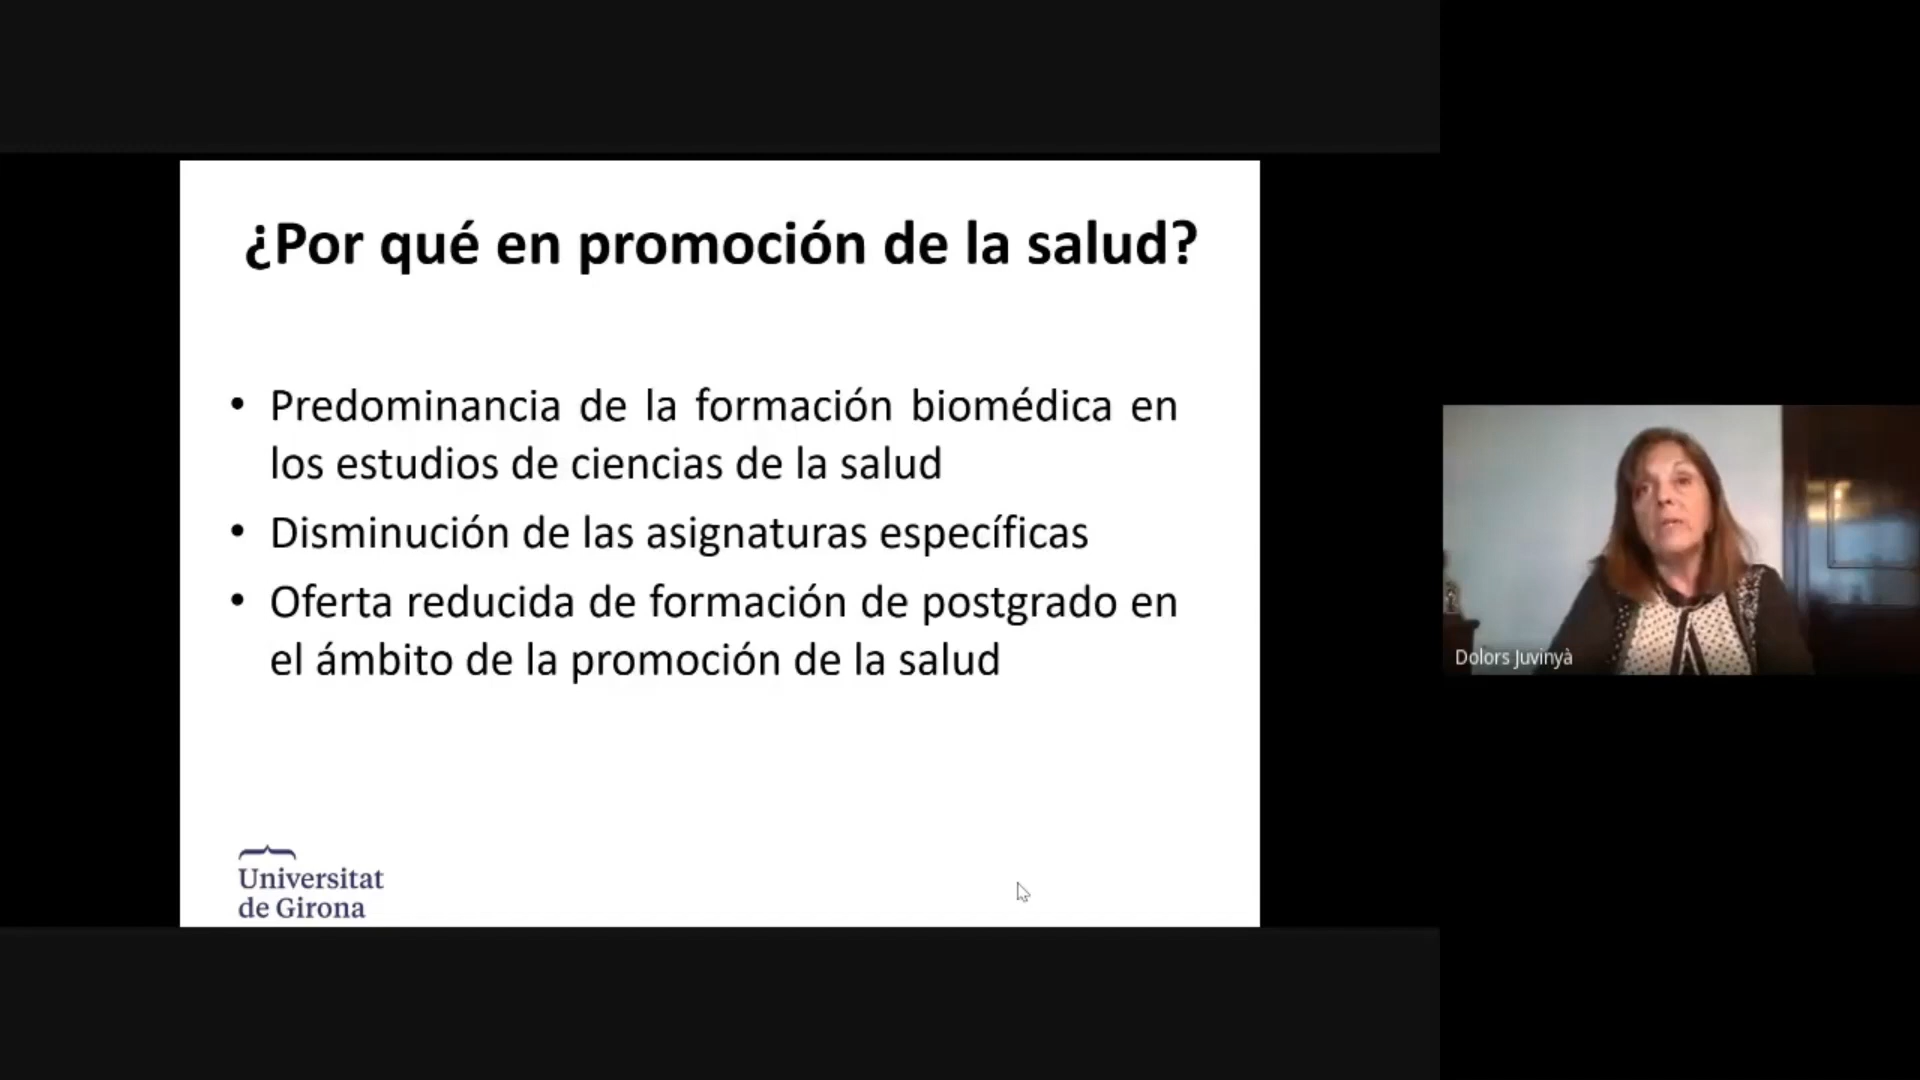 ¿Por qué en promoción de la salud?
• Predominancia de la formación biomédica en
los estudios de ciencias de la salud
• Disminución de las asignaturas específicas
• Oferta reducida de formación de postgrado en
el ámbito de la promoción de la salud
Universitat
de Girona
Dolors Juvinyà